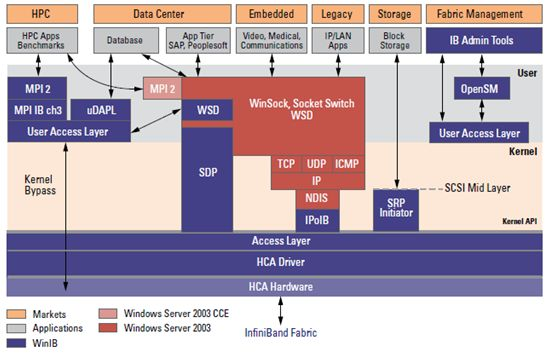 HPC Data Center Embedded Legacy Storage Fabric Management
HPC Apps
Benchmarks
Database
App Tier
SAP, Peoplesoft
Video, Medical,
Communications
IP/LAN
Apps
Block
Storage
IB Admin Tools
User
MPI 2
MPI 2
MPI IB ch3
uDAPL
User Access Layer
WSD
WinSock, Socket Switch
WSD
OpenSM
User Access Layer
Kernel
Kernel
Bypass
SDP
TCP UDP ICMP
IP
NDIS
IPoIB
SRP
Initiator
SCSI Mid Layer
Kernel API
Access Layer
HCA Driver
HCA Hardware
InfiniBand Fabric
Markets
Applications
WinIB
Windows Server 2003 CCE
Windows Server 2003